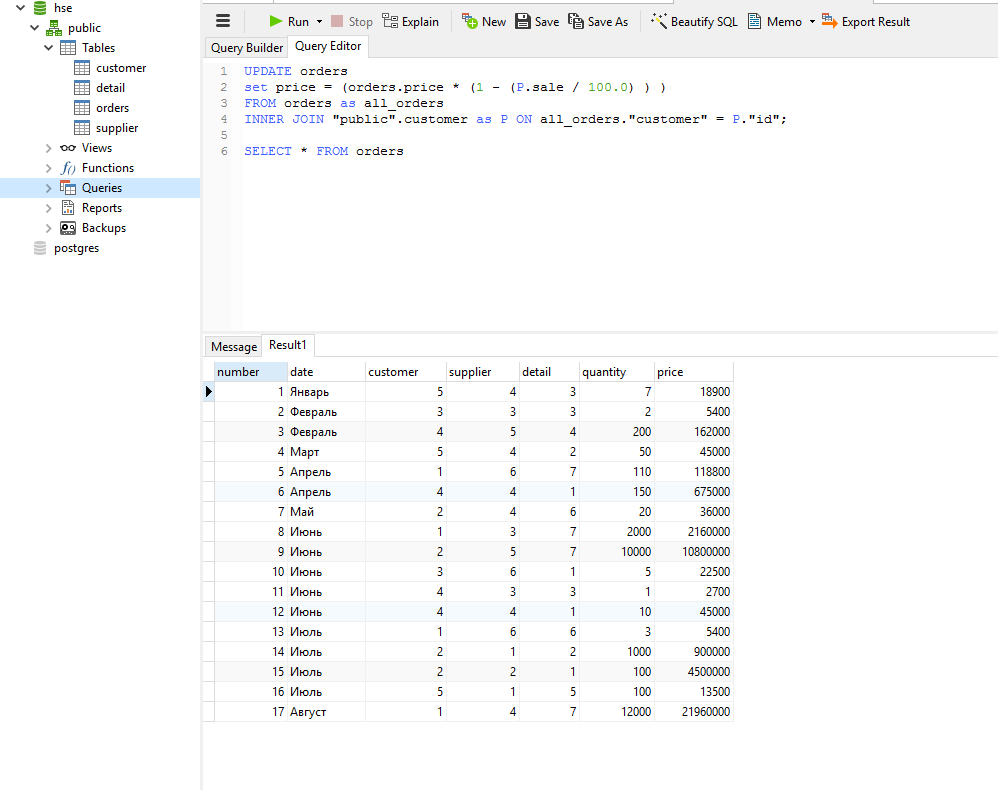 hse
public
Tables
customer
detail
orders
supplier
Views
f() Functions
Queries
Reports
Backups
postgres
Run Stop Explain New Save Save As Beautify SQL Memo Export Result
Query Builder Query Editor
1 UPDATE orders
2 set price = (orders.price * (1 - (P.sale / 100.0) ) )
3 FROM orders as all_orders
4 INNER JOIN "public".customer as P ON all_orders."customer" = P."id";
5
6 SELECT * FROM orders
Message Result1
number date customer supplier detail quantity price
1 Январь 5 4 3 7 18900
2 Февраль 3 3 3 2 5400
3 Февраль 4 5 4 200 162000
4 Март 5 4 2 50 45000
5 Апрель 1 6 7 110 118800
6 Апрель 4 4 1 150 675000
7 Май 2 4 6 20 36000
8 Июнь 1 3 7 2000 2160000
9 Июнь 2 5 7 10000 10800000
10 Июнь 3 6 1 5 22500
11 Июнь 4 3 3 1 2700
12 Июнь 4 4 1 10 45000
13 Июль 1 6 6 3 5400
14 Июль 2 1 2 1000 900000
15 Июль 2 2 1 100 4500000
16 Июль 5 1 5 100 13500
17 Август 1 4 7 12000 21960000